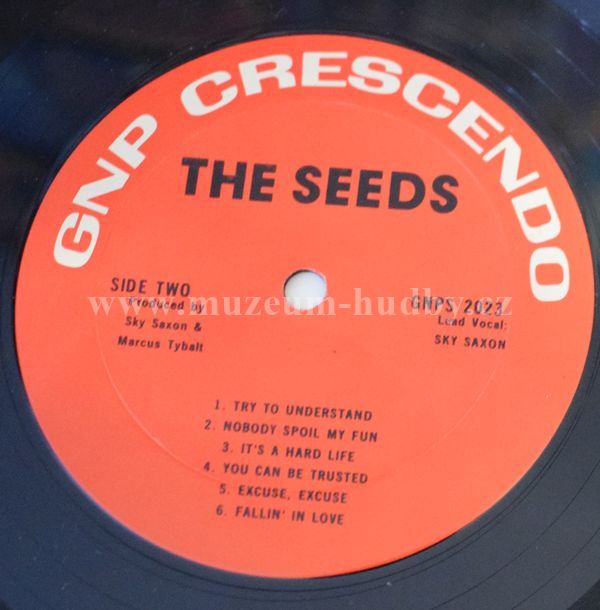 GNP CRESCENDO
THE SEEDS
SIDE TWO
Produced by
Sky Saxon &
Marcus Tybalt
GNPS 2023
Lead Vocal:
SKY SAXON
www.muzeum-hudby.cz
1. TRY TO UNDERSTAND
2. NOBODY SPOIL MY FUN
3. IT'S A HARD LIFE
4. YOU CAN BE TRUSTED
5. EXCUSE, EXCUSE
6. FALLIN' IN LOVE